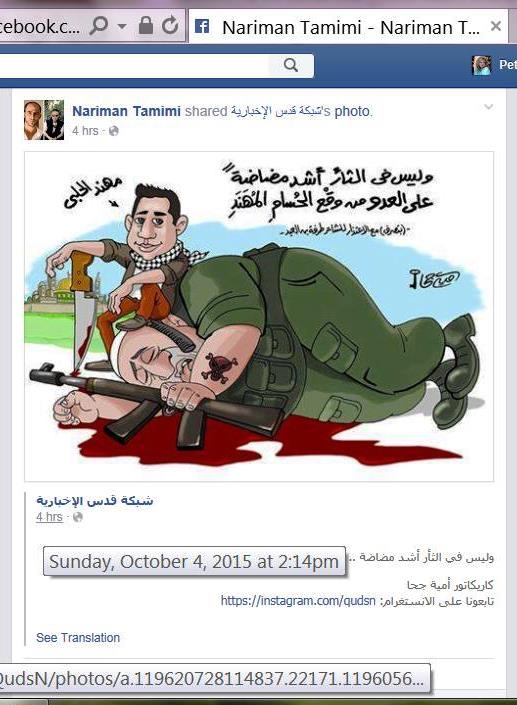 cebook.c...
Nariman Tamimi - Nariman T...
Pet
Nariman Tamimi shared شبكة قدس الإخبارية's photo.
4 hrs ·
وليس في الثأر أشد مضاضة"
على العدو من وقع الحسام المهند
مهند الحلبي
(بتصرف) مع الاعتذار للشاعر طرفة بن العبد..
أمية جحا
شبكة قدس الإخبارية
4 hrs ·
وليس في الثأر أشد مضاضة ..
Sunday, October 4, 2015 at 2:14pm
كاريكاتور أمية جحا
تابعونا على الانستغرام: https://instagram.com/qudsn
See Translation
QudsN/photos/a.119620728114837.22171.1196056...